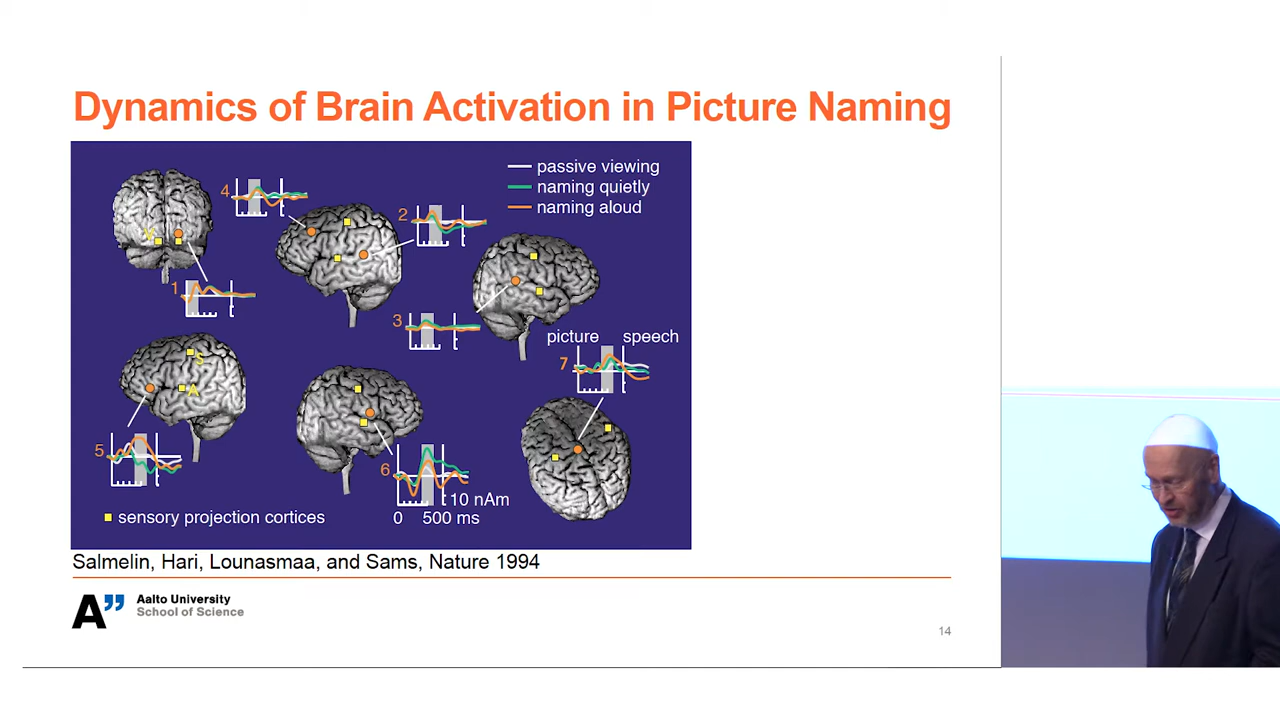 Dynamics of Brain Activation in Picture Naming
passive viewing
naming quietly
naming aloud
4
2
V
1
3
picture speech
7
S
A
5
6
10 nAm
0 500 ms
sensory projection cortices
Salmelin, Hari, Lounasmaa, and Sams, Nature 1994
A”
Aalto University
School of Science
14